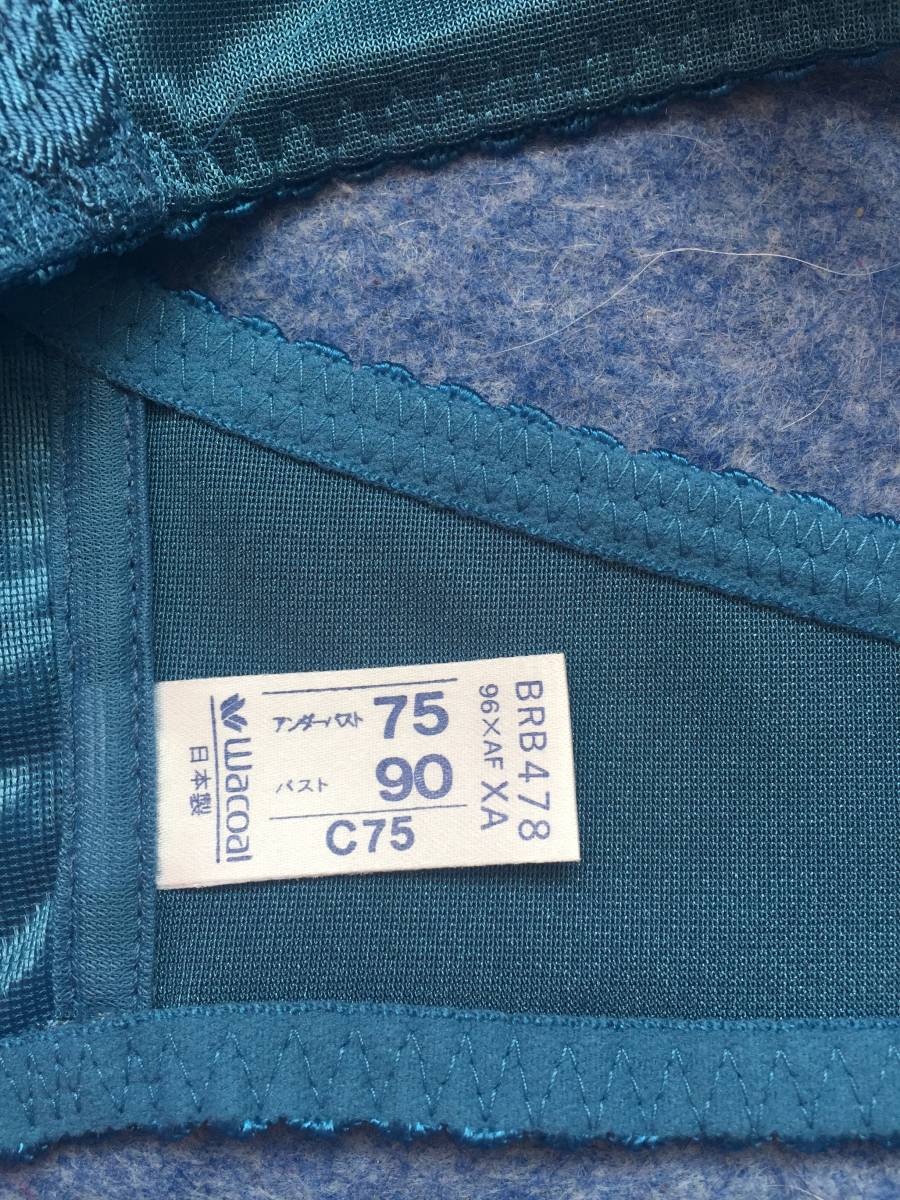 アンダーバスト 75
バスト 90
C75
Wacoal
日本製
BRB478
96×AF XA